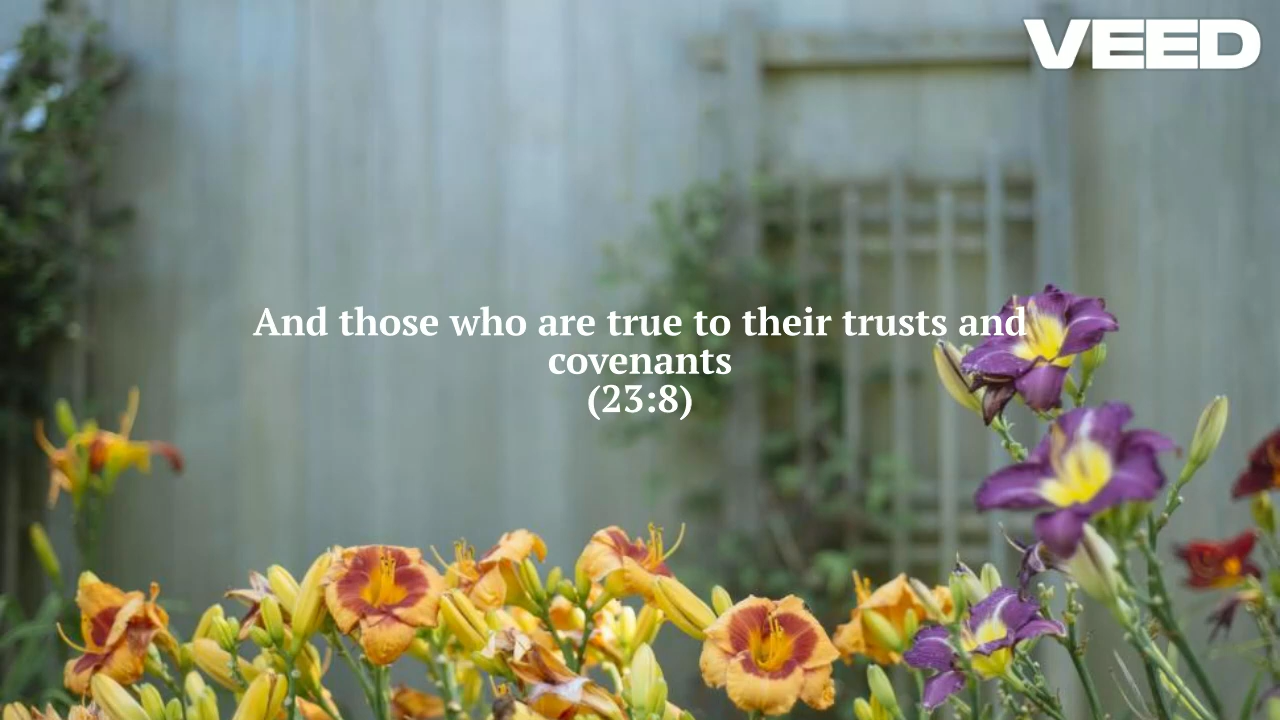 VEED
And those who are true to their trusts and
covenants
(23:8)